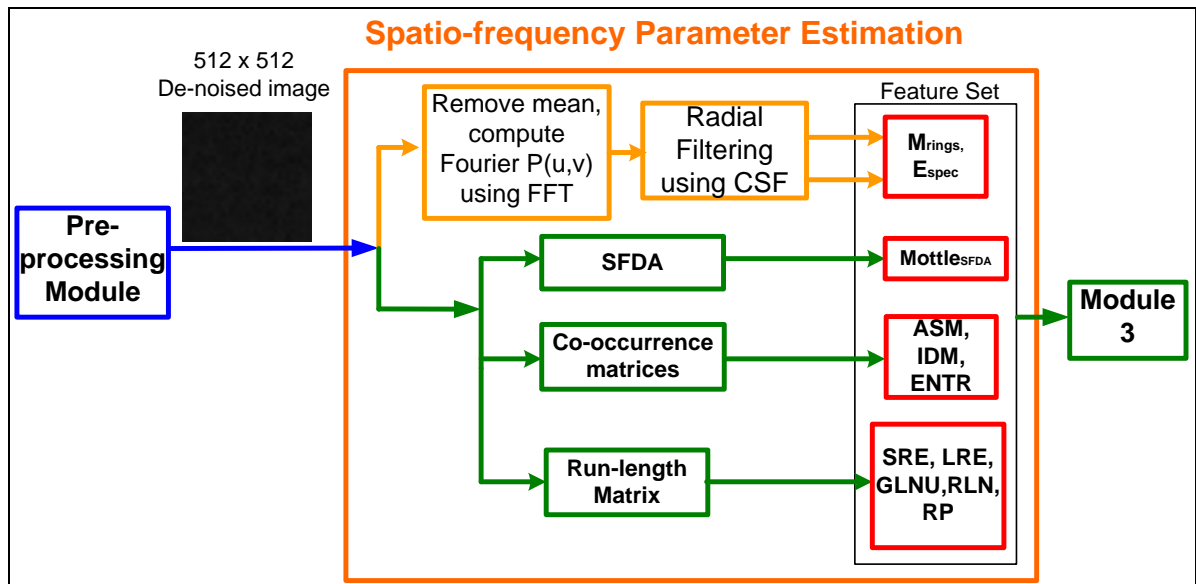 Spatio-frequency Parameter Estimation
512 x 512
De-noised image
Pre-
processing
Module
Remove mean,
compute
Fourier P(u,v)
using FFT
Radial
Filtering
using CSF
Feature Set
Mrings,
Espec
SFDA
MottleSFDA
Co-occurrence
matrices
ASM,
IDM,
ENTR
Run-length
Matrix
SRE, LRE,
GLNU,RLN,
RP
Module
3